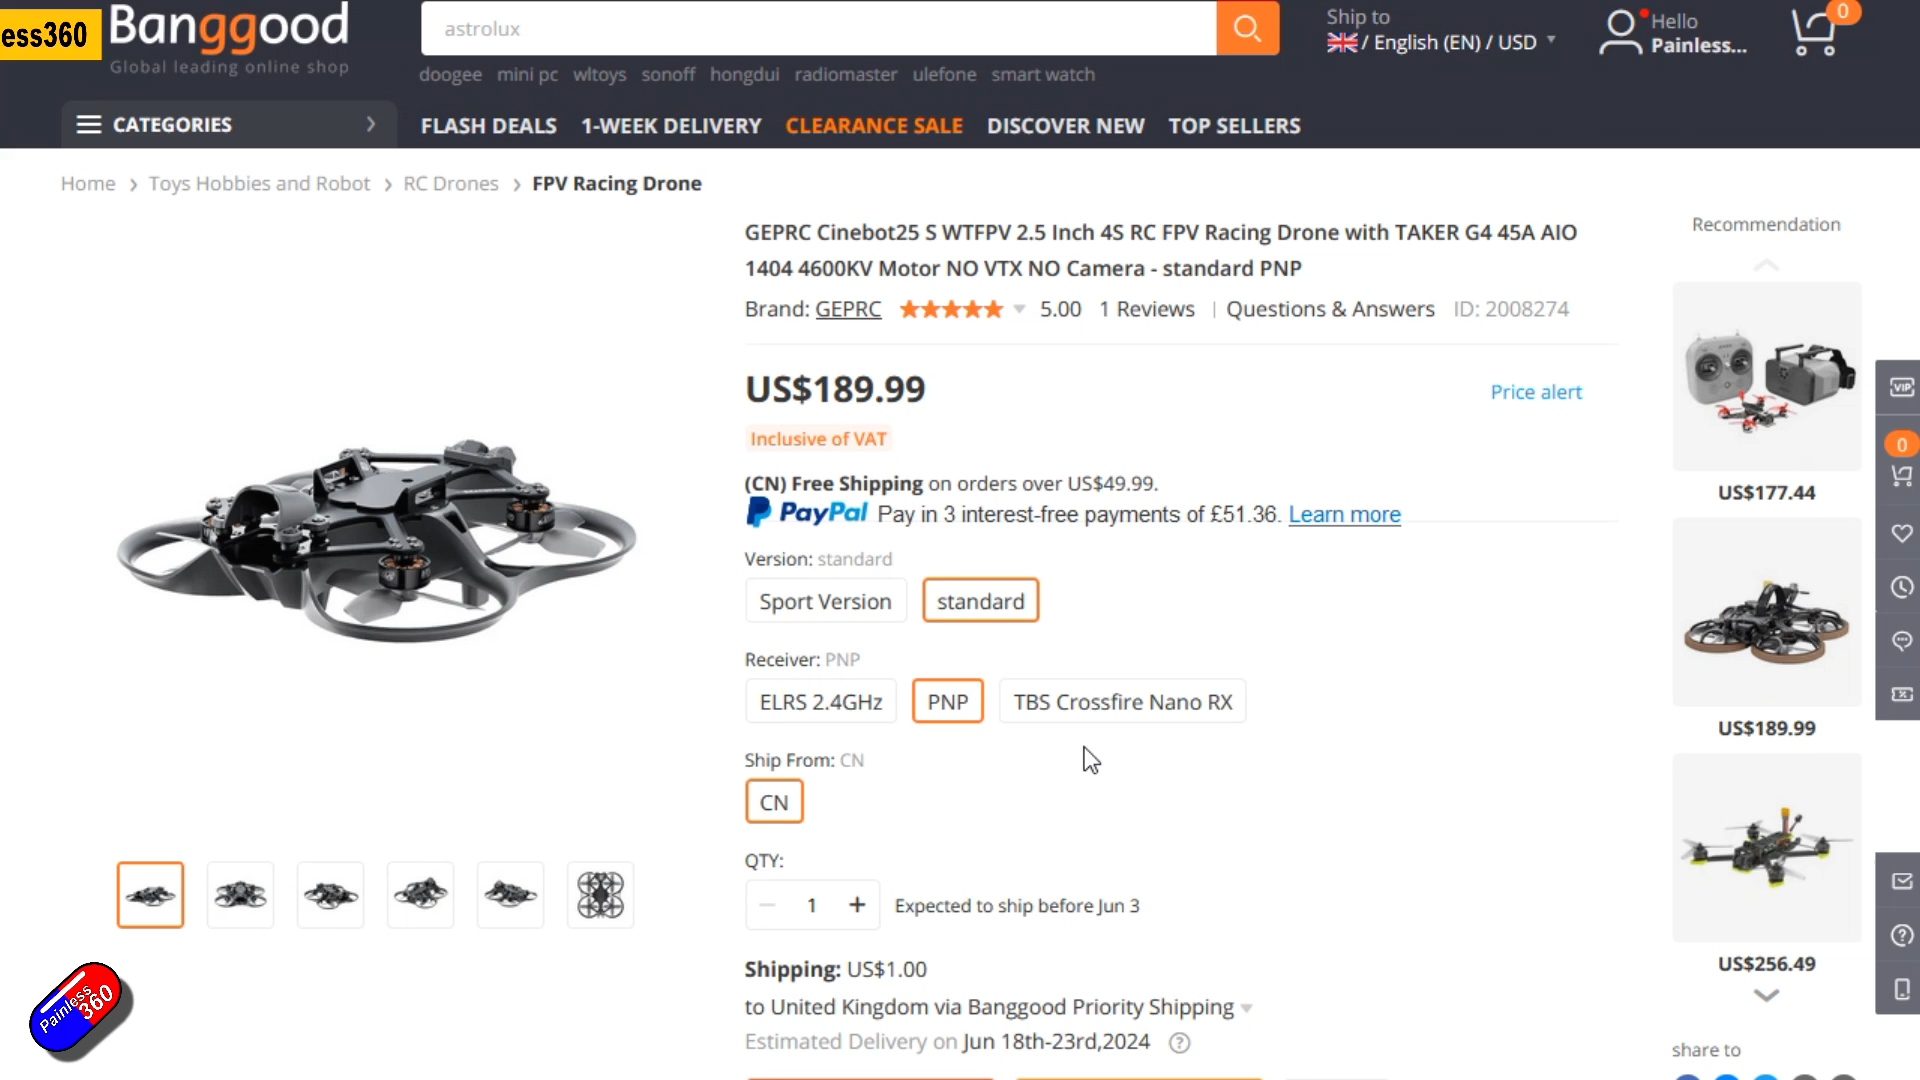 ess360
Banggood
Global leading online shop
astrolux
doogee mini pc wltoys sonoff hongdui radiomaster ulefone smart watch
Ship to
/ English (EN) / USD
Hello
Painless...
0
CATEGORIES
FLASH DEALS 1-WEEK DELIVERY CLEARANCE SALE DISCOVER NEW TOP SELLERS
Home > Toys Hobbies and Robot > RC Drones > FPV Racing Drone
GEPRC Cinebot25 S WTFPV 2.5 Inch 4S RC FPV Racing Drone with TAKER G4 45A AIO
1404 4600KV Motor NO VTX NO Camera - standard PNP
Brand: GEPRC 5.00 1 Reviews | Questions & Answers ID: 2008274
US$189.99
Price alert
Inclusive of VAT
(CN) Free Shipping on orders over US$49.99.
PayPal Pay in 3 interest-free payments of £51.36. Learn more
Version: standard
Sport Version standard
Receiver: PNP
ELRS 2.4GHz PNP TBS Crossfire Nano RX
Ship From: CN
CN
QTY:
− 1 + Expected to ship before Jun 3
Shipping: US$1.00
to United Kingdom via Banggood Priority Shipping
Estimated Delivery on Jun 18th-23rd,2024 ?
Recommendation
US$177.44
US$189.99
US$256.49
share to
VIP
0
Painless
360